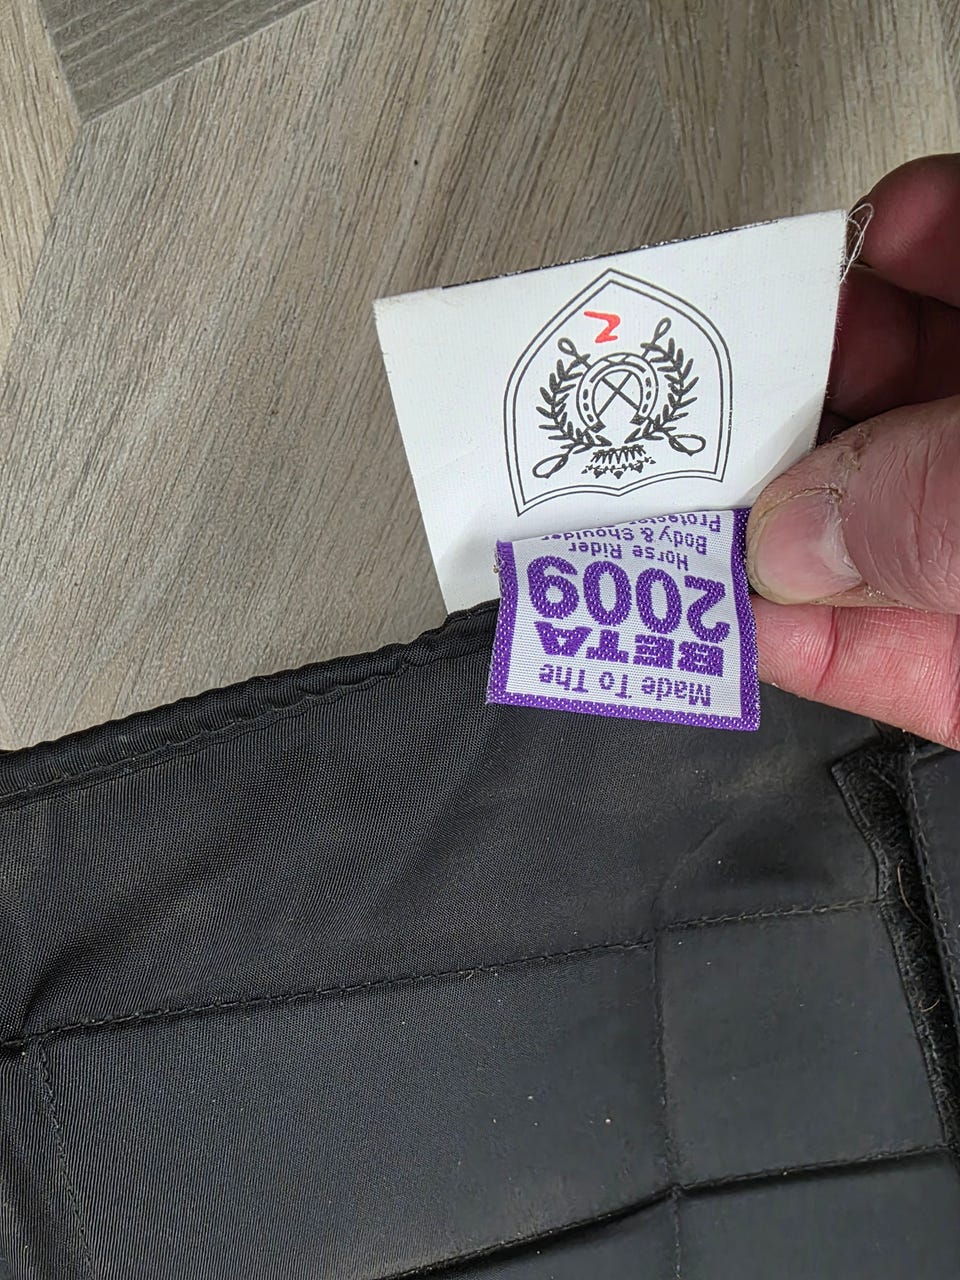 Made To The
BETA
2009
Horse Rider
Body & Shoulder
Protector